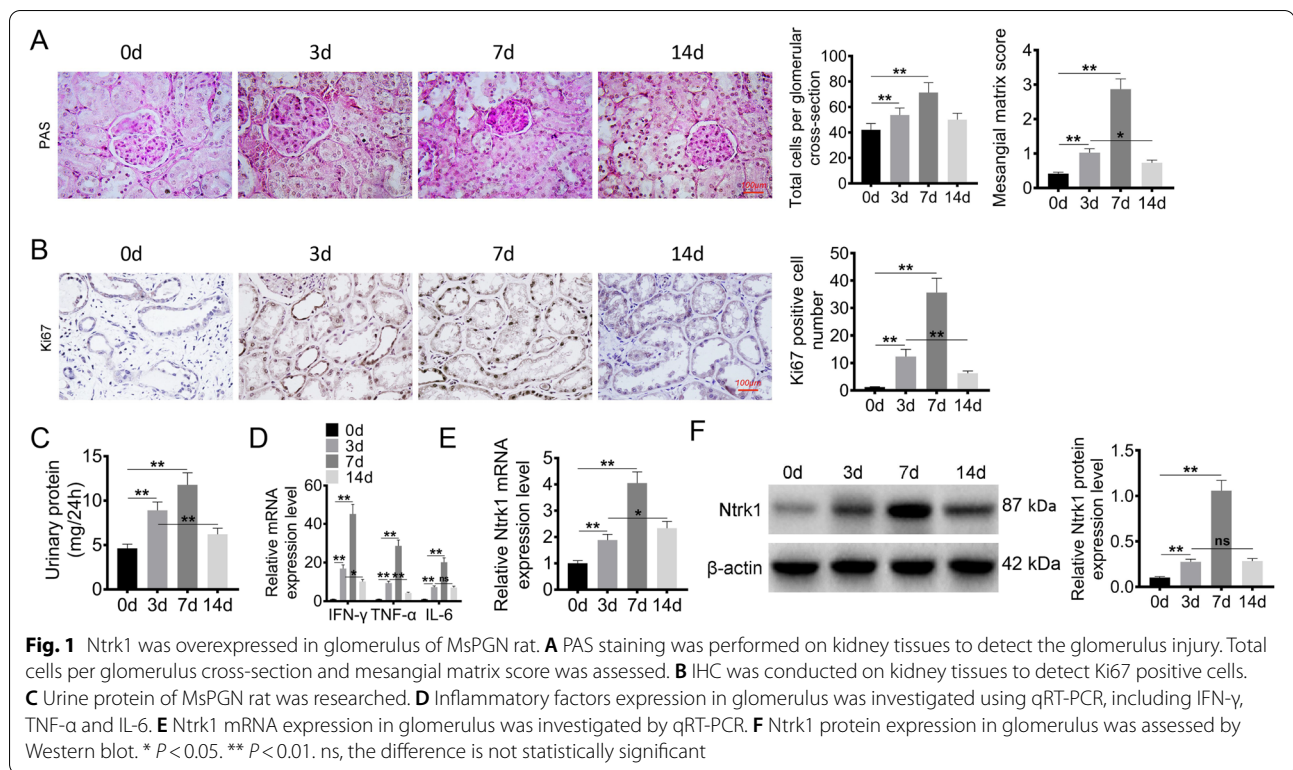 A
0d 3d 7d 14d
PAS
100um
Total cells per glomerular
cross-section
100
80
60
40
20
0
** **
0d 3d 7d 14d
Mesangial matrix score
4
3
2
1
0
** ** *
0d 3d 7d 14d
B
0d 3d 7d 14d
Ki67
100um
Ki67 positive cell
number
50
40
30
20
10
0
** ** **
0d 3d 7d 14d
C
Urinary protein
(mg/24h)
15
10
5
0
** ** **
0d 3d 7d 14d
D
0d
3d
7d
14d
Relative mRNA
expression level
60
40
20
0
** ** * ** ** ** ** ** ns
IFN-γ TNF-α IL-6
E
Relative Ntrk1 mRNA
expression level
5
4
3
2
1
0
** ** *
0d 3d 7d 14d
F
0d 3d 7d 14d
Ntrk1 87 kDa
β-actin 42 kDa
Relative Ntrk1 protein
expression level
1.5
1.0
0.5
0.0
** ** ns
0d 3d 7d 14d
Fig. 1 Ntrk1 was overexpressed in glomerulus of MsPGN rat. A PAS staining was performed on kidney tissues to detect the glomerulus injury. Total
cells per glomerulus cross-section and mesangial matrix score was assessed. B IHC was conducted on kidney tissues to detect Ki67 positive cells.
C Urine protein of MsPGN rat was researched. D Inflammatory factors expression in glomerulus was investigated using qRT-PCR, including IFN-γ,
TNF-α and IL-6. E Ntrk1 mRNA expression in glomerulus was investigated by qRT-PCR. F Ntrk1 protein expression in glomerulus was assessed by
Western blot. * P < 0.05. ** P < 0.01. ns, the difference is not statistically significant